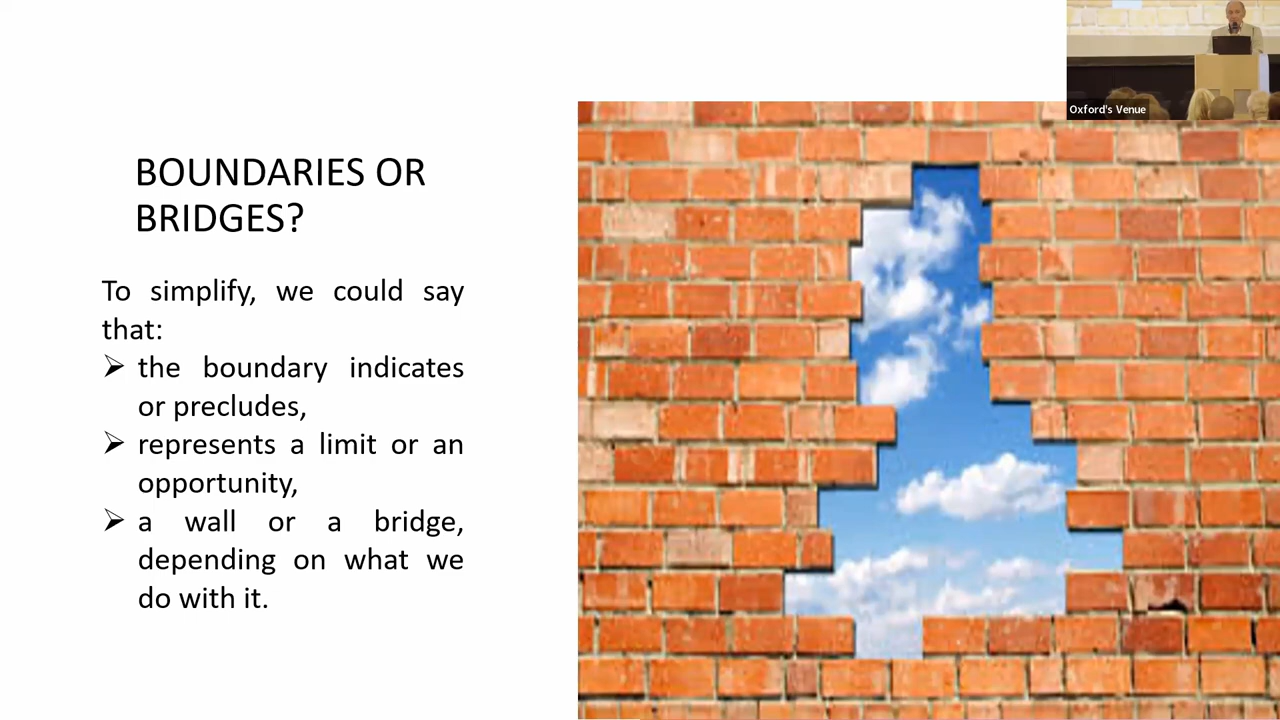 BOUNDARIES OR
BRIDGES?
To simplify, we could say
that:
➢ the boundary indicates
or precludes,
➢ represents a limit or an
opportunity,
➢ a wall or a bridge,
depending on what we
do with it.
Oxford's Venue